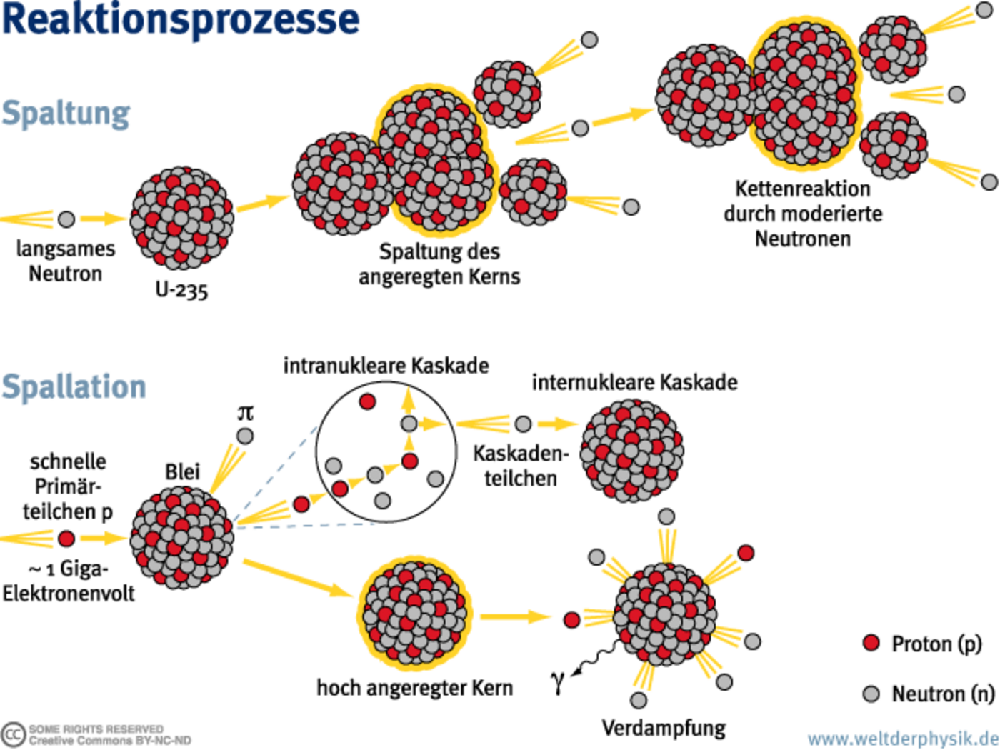 Reaktionsprozesse
Spaltung
langsames
Neutron
U-235
Spaltung des
angeregten Kerns
Kettenreaktion
durch moderierte
Neutronen
Spallation
schnelle
Primär-
teilchen p
~ 1 Giga-
Elektronenvolt
Blei
π
intranukleare Kaskade
internukleare Kaskade
Kaskaden-
teilchen
hoch angeregter Kern
γ
Verdampfung
Proton (p)
Neutron (n)
cc
SOME RIGHTS RESERVED
Creative Commons BY-NC-ND
www.weltderphysik.de